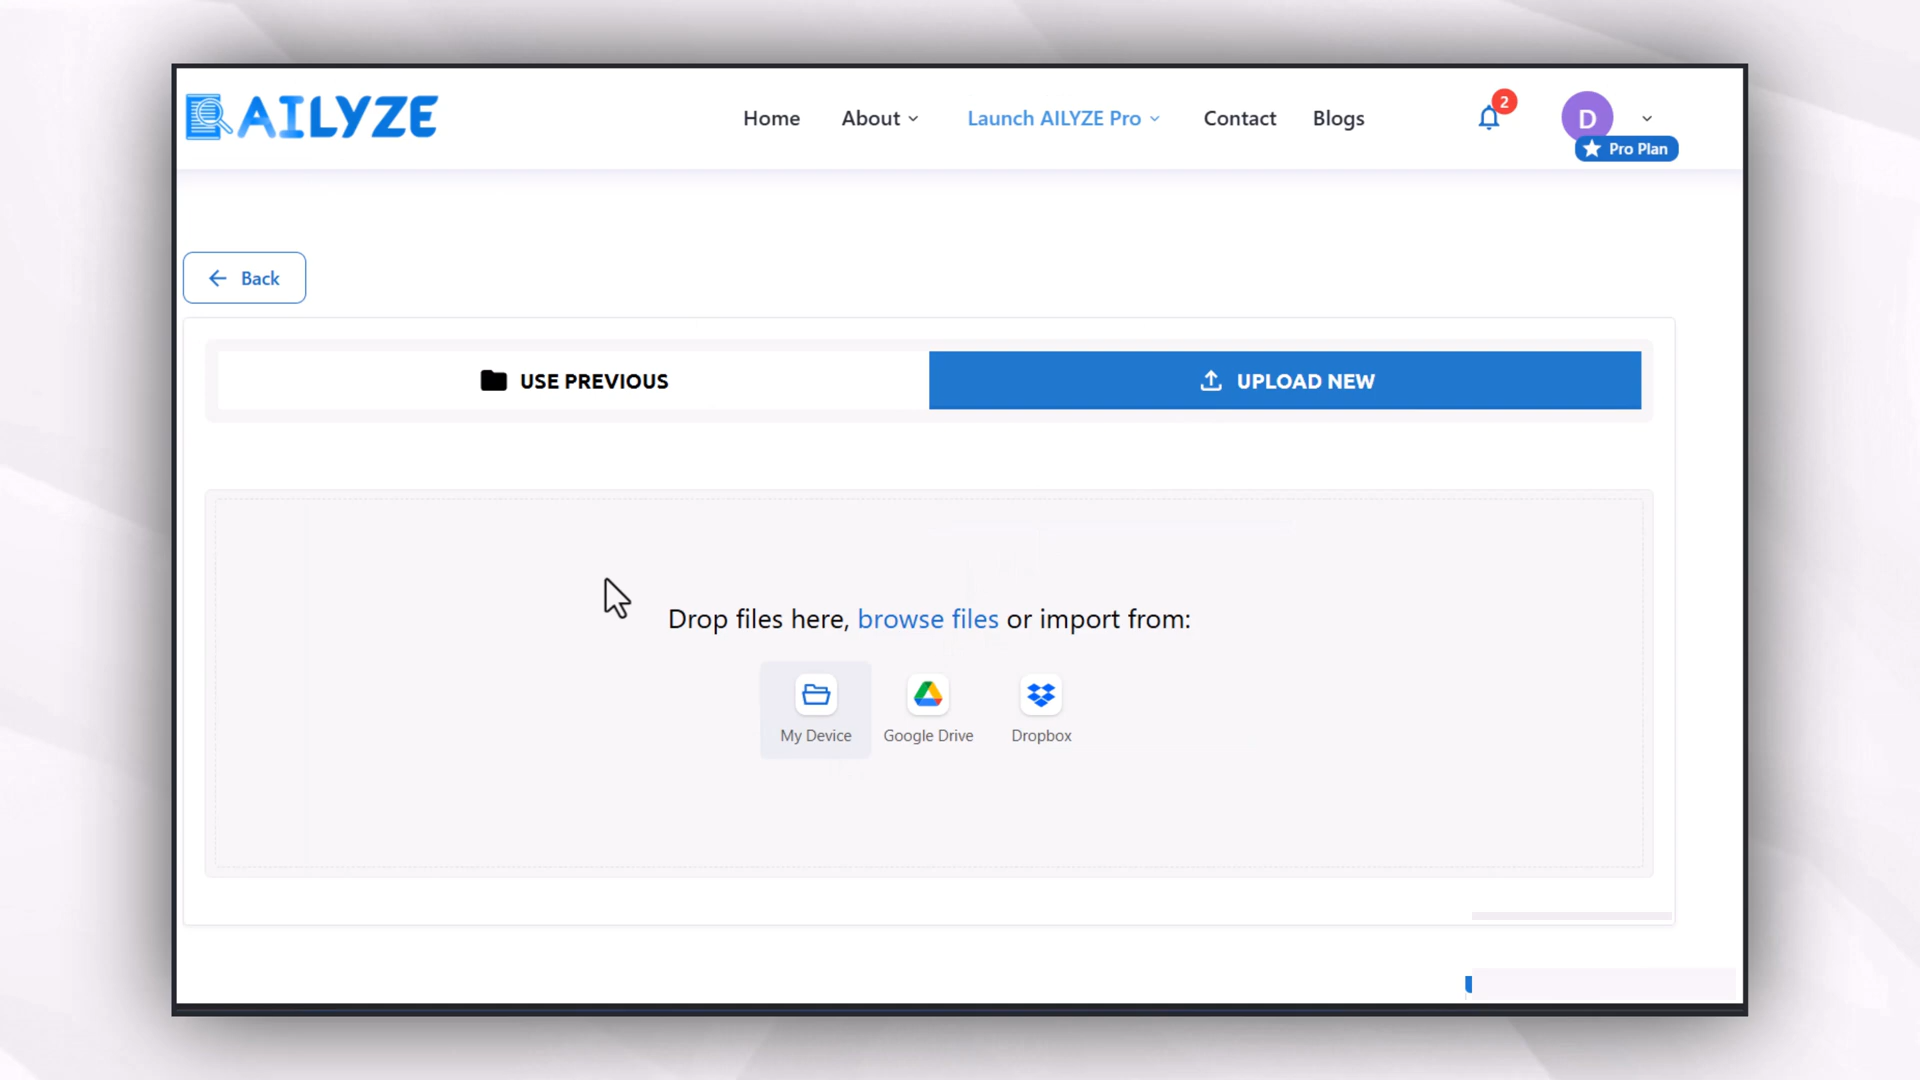 AILYZE
Home About Launch AILYZE Pro Contact Blogs 2 D
Pro Plan
Back
USE PREVIOUS UPLOAD NEW
Drop files here, browse files or import from:
My Device Google Drive Dropbox